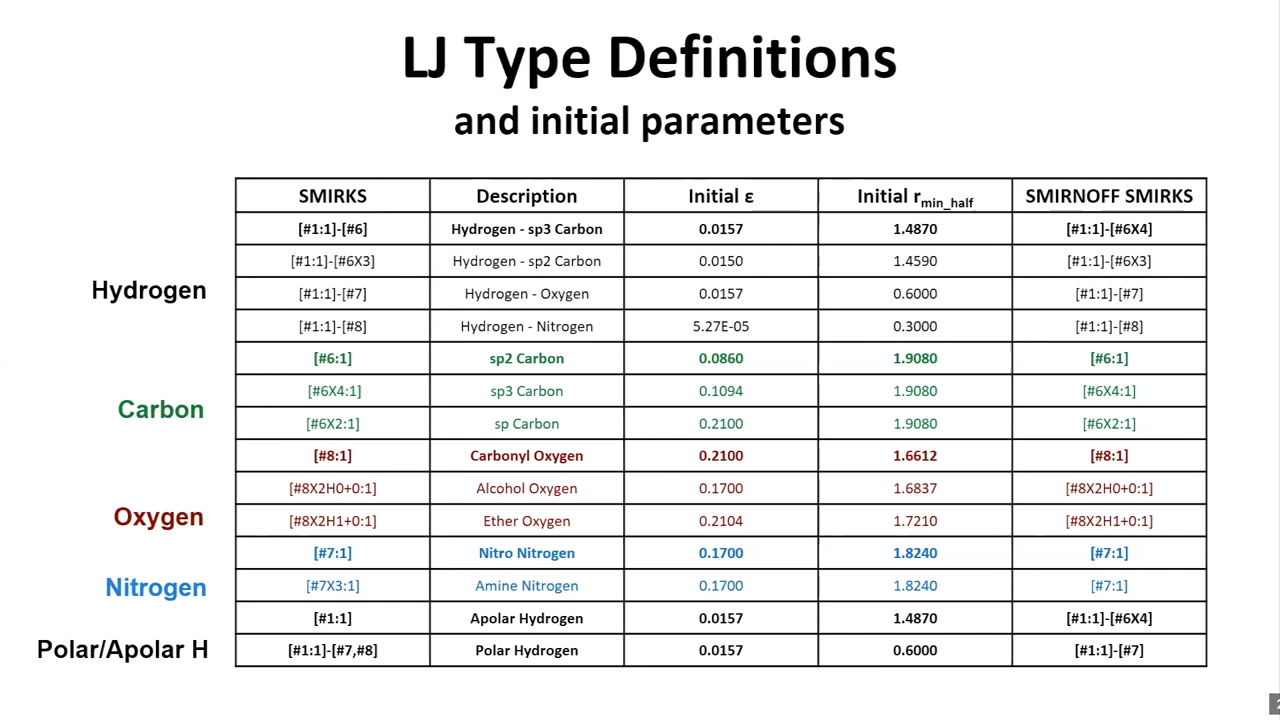 LJ Type Definitions
and initial parameters
SMIRKS Description Initial ε Initial rmin_half SMIRNOFF SMIRKS
[#1:1]-[#6] Hydrogen - sp3 Carbon 0.0157 1.4870 [#1:1]-[#6X4]
[#1:1]-[#6X3] Hydrogen - sp2 Carbon 0.0150 1.4590 [#1:1]-[#6X3]
Hydrogen
[#1:1]-[#7] Hydrogen - Oxygen 0.0157 0.6000 [#1:1]-[#7]
[#1:1]-[#8] Hydrogen - Nitrogen 5.27E-05 0.3000 [#1:1]-[#8]
[#6:1] sp2 Carbon 0.0860 1.9080 [#6:1]
[#6X4:1] sp3 Carbon 0.1094 1.9080 [#6X4:1]
Carbon
[#6X2:1] sp Carbon 0.2100 1.9080 [#6X2:1]
[#8:1] Carbonyl Oxygen 0.2100 1.6612 [#8:1]
[#8X2H0+0:1] Alcohol Oxygen 0.1700 1.6837 [#8X2H0+0:1]
Oxygen
[#8X2H1+0:1] Ether Oxygen 0.2104 1.7210 [#8X2H1+0:1]
[#7:1] Nitro Nitrogen 0.1700 1.8240 [#7:1]
Nitrogen
[#7X3:1] Amine Nitrogen 0.1700 1.8240 [#7:1]
[#1:1] Apolar Hydrogen 0.0157 1.4870 [#1:1]-[#6X4]
Polar/Apolar H
[#1:1]-[#7,#8] Polar Hydrogen 0.0157 0.6000 [#1:1]-[#7]